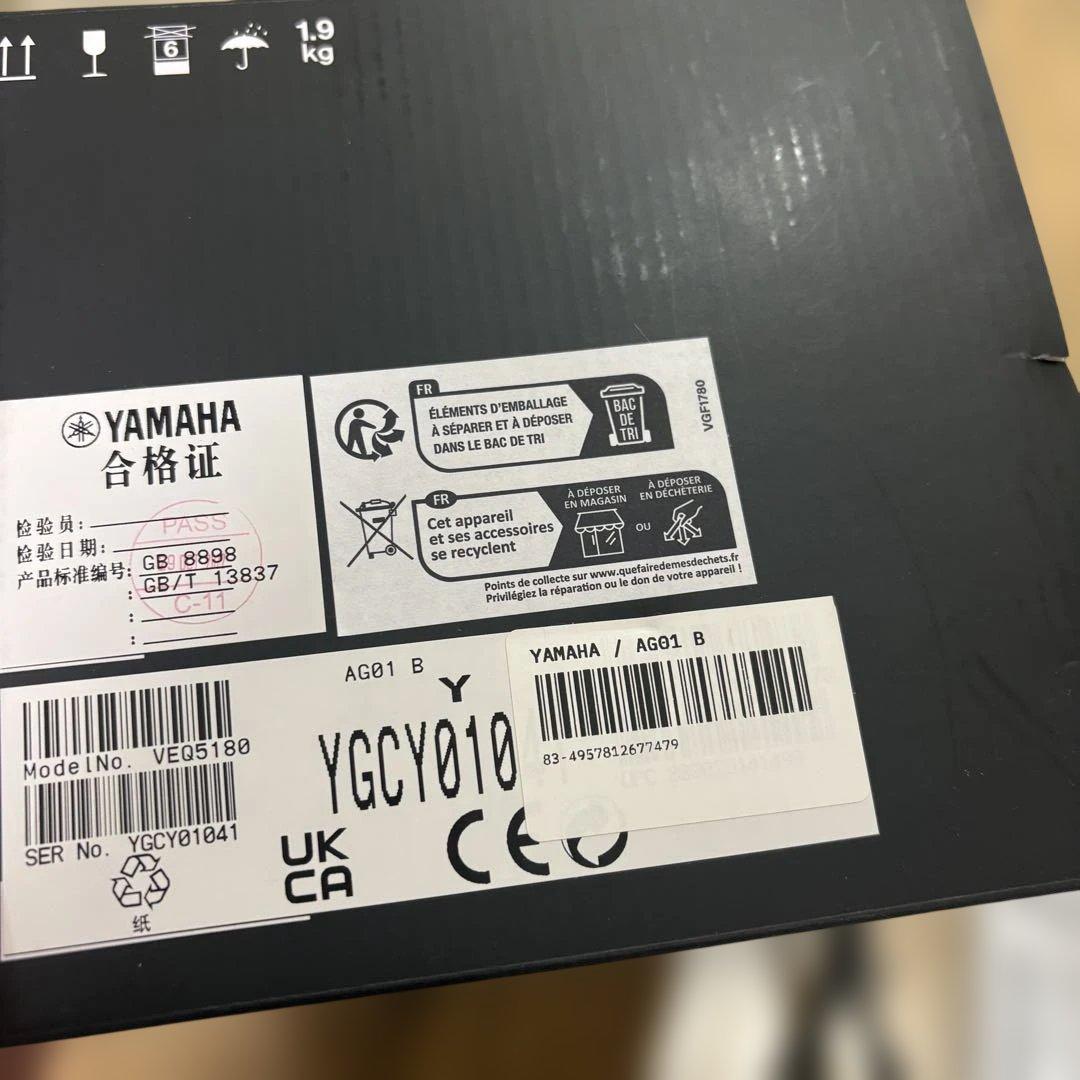 6
1.9
kg
YAMAHA
合格证
检验员:
检验日期:
产品标准编号: GB 8898
: GB/T 13837
:
:
PASS
C-11
FR
ÉLÉMENTS D'EMBALLAGE
À SÉPARER ET À DÉPOSER
DANS LE BAC DE TRI
BAC
DE
TRI
VGF1780
FR
Cet appareil
et ses accessoires
se recyclent
À DÉPOSER
EN MAGASIN
OU
À DÉPOSER
EN DÉCHÈTERIE
Points de collecte sur www.quefairedemesdechets.fr
Privilégiez la réparation ou le don de votre appareil !
AG01 B
Y
YGCY010
ModelNo. VEQ5180
SER No. YGCY01041
纸
UK
CA
CE
YAMAHA / AG01 B
83-4957812677479